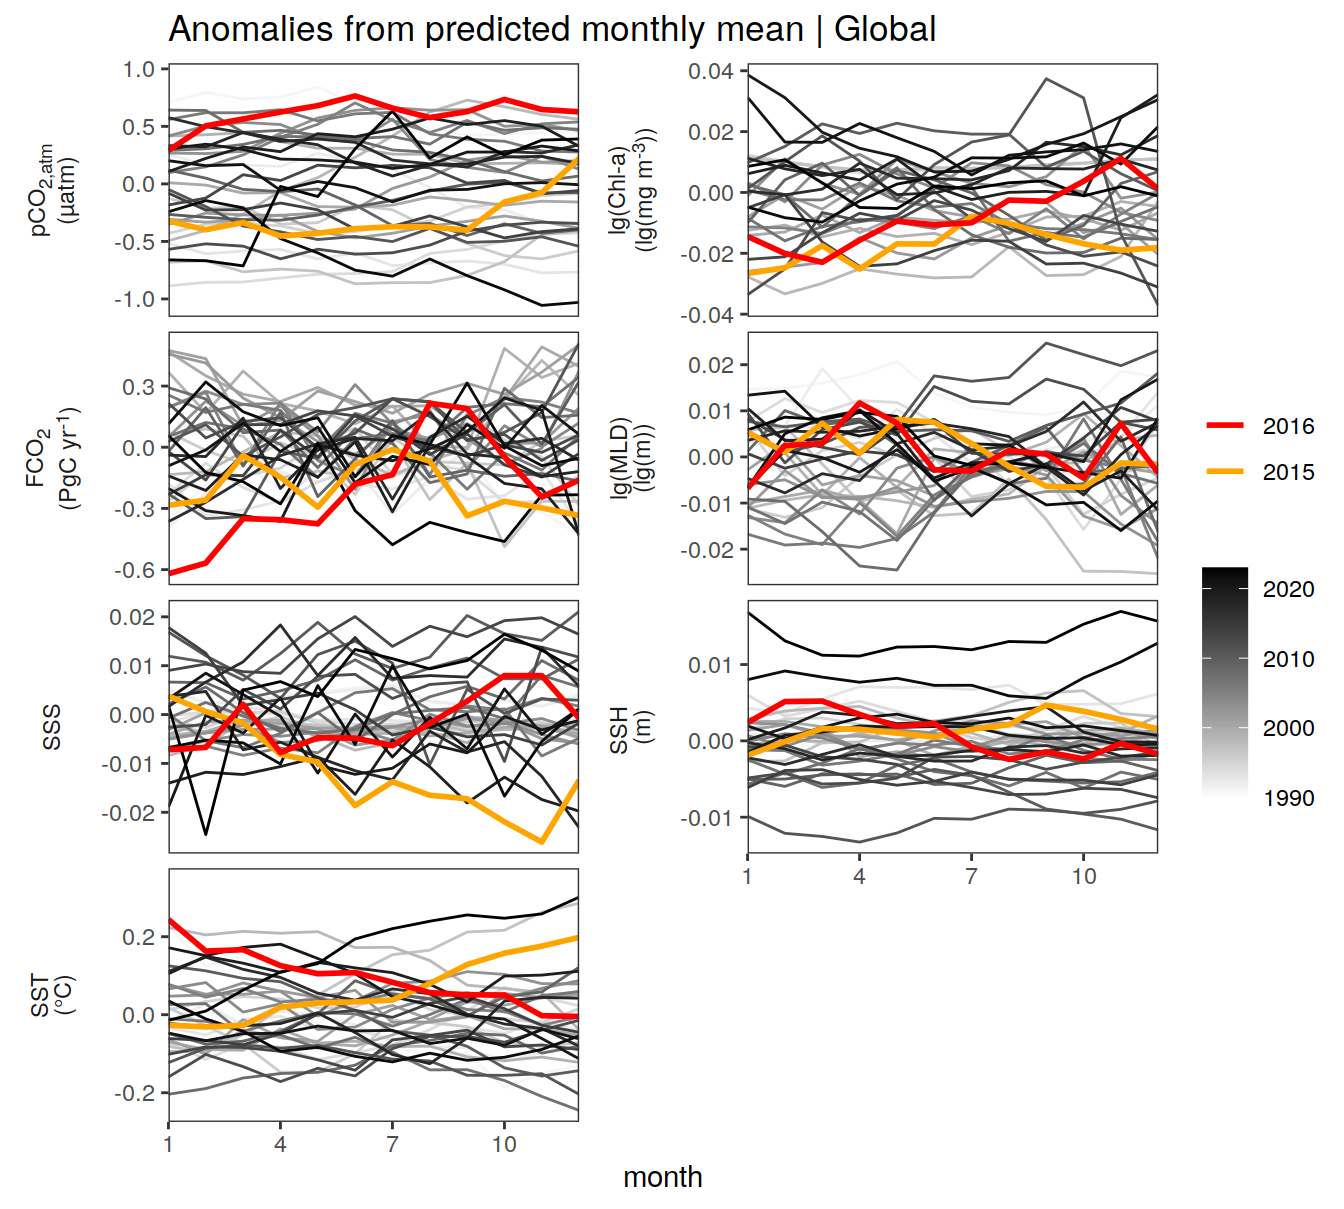 Anomalies from predicted monthly mean | Global
pCO2,atm
(µatm)
1.0
0.5
0.0
-0.5
-1.0
lg(Chl-a)
(lg(mg m-3))
0.04
0.02
0.00
-0.02
-0.04
FCO2
(PgC yr-1)
0.3
0.0
-0.3
-0.6
lg(MLD)
(lg(m))
0.02
0.01
0.00
-0.01
-0.02
SSS
0.02
0.01
0.00
-0.01
-0.02
SSH
(m)
0.01
0.00
-0.01
1 4 7 10
SST
(°C)
0.2
0.0
-0.2
1 4 7 10
month
2016
2015
2020
2010
2000
1990